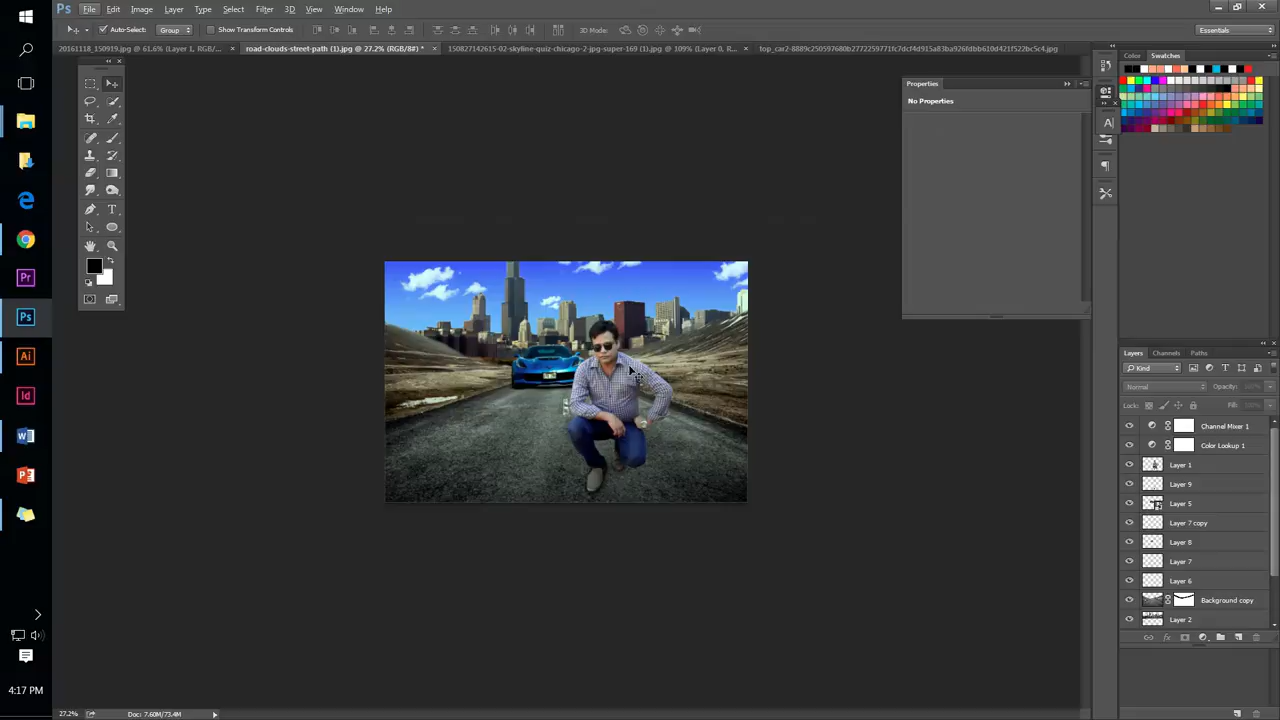 Ps File Edit Image Layer Type Select Filter 3D View Window Help
Auto-Select: Group Show Transform Controls 3D Mode: Essentials
20161118_150919.jpg @ 61.6% (Layer 1, RGB/... × road-clouds-street-path (1).jpg @ 27.2% (RGB/8#) * × 150827142615-02-skyline-quiz-chicago-2-jpg-super-169 (1).jpg @ 109% (Layer 0, R... ×
Color Swatches
Properties
No Properties
Pr
Ps
Ai
Id
Layers Channels Paths
Kind
Normal Opacity:
Lock: Fill:
Channel Mixer 1
Color Lookup 1
Layer 1
Layer 9
Layer 5
Layer 7 copy
Layer 8
Layer 7
Layer 6
Background copy
Layer 2
4:17 PM
27.2% Doc: 7.60M/73.4M